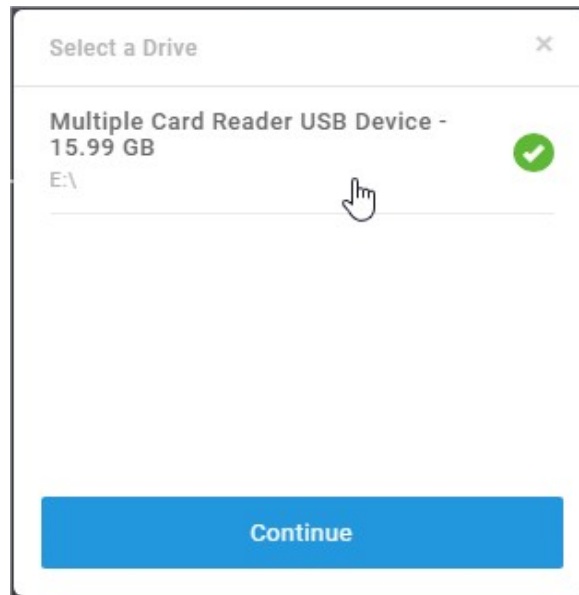 Select a Drive
Multiple Card Reader USB Device -
15.99 GB
E:\
Continue